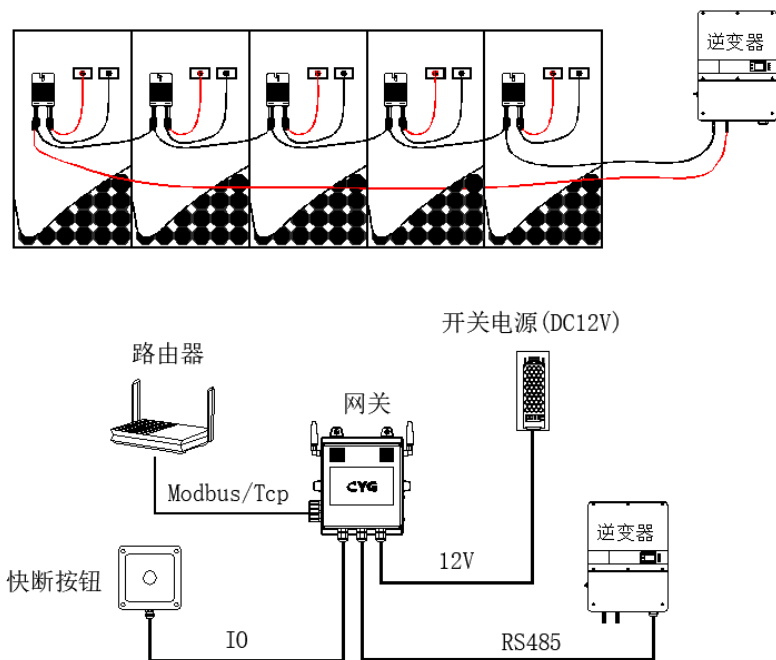 逆变器
开关电源(DC12V)
路由器
网关
CYG
Modbus/Tcp
逆变器
12V
快断按钮
IO
RS485